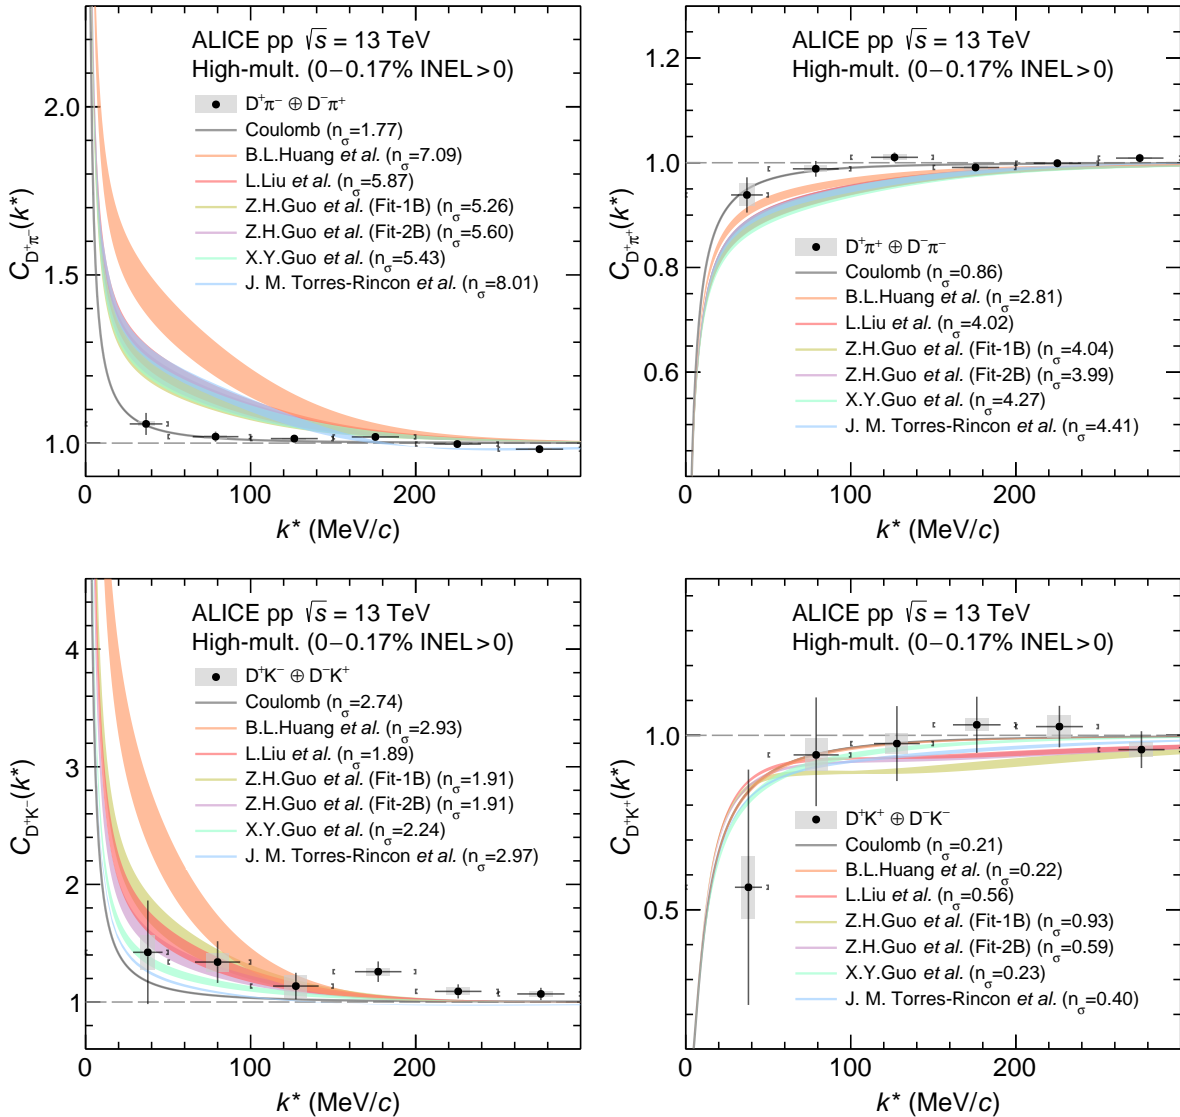 ALICE pp √s = 13 TeV
High-mult. (0−0.17% INEL > 0)
D⁺π⁻ ⊕ D⁻π⁺
Coulomb (nσ=1.77)
B.L.Huang et al. (nσ=7.09)
L.Liu et al. (nσ=5.87)
Z.H.Guo et al. (Fit-1B) (nσ=5.26)
Z.H.Guo et al. (Fit-2B) (nσ=5.60)
X.Y.Guo et al. (nσ=5.43)
J. M. Torres-Rincon et al. (nσ=8.01)
C_D⁺π⁻(k*)
2.0
1.5
1.0
0 100 200
k* (MeV/c)
ALICE pp √s = 13 TeV
High-mult. (0−0.17% INEL > 0)
D⁺π⁺ ⊕ D⁻π⁻
Coulomb (nσ=0.86)
B.L.Huang et al. (nσ=2.81)
L.Liu et al. (nσ=4.02)
Z.H.Guo et al. (Fit-1B) (nσ=4.04)
Z.H.Guo et al. (Fit-2B) (nσ=3.99)
X.Y.Guo et al. (nσ=4.27)
J. M. Torres-Rincon et al. (nσ=4.41)
C_D⁺π⁺(k*)
1.2
1.0
0.8
0.6
0 100 200
k* (MeV/c)
ALICE pp √s = 13 TeV
High-mult. (0−0.17% INEL > 0)
D⁺K⁻ ⊕ D⁻K⁺
Coulomb (nσ=2.74)
B.L.Huang et al. (nσ=2.93)
L.Liu et al. (nσ=1.89)
Z.H.Guo et al. (Fit-1B) (nσ=1.91)
Z.H.Guo et al. (Fit-2B) (nσ=1.91)
X.Y.Guo et al. (nσ=2.24)
J. M. Torres-Rincon et al. (nσ=2.97)
C_D⁺K⁻(k*)
4
3
2
1
0 100 200
k* (MeV/c)
ALICE pp √s = 13 TeV
High-mult. (0−0.17% INEL > 0)
D⁺K⁺ ⊕ D⁻K⁻
Coulomb (nσ=0.21)
B.L.Huang et al. (nσ=0.22)
L.Liu et al. (nσ=0.56)
Z.H.Guo et al. (Fit-1B) (nσ=0.93)
Z.H.Guo et al. (Fit-2B) (nσ=0.59)
X.Y.Guo et al. (nσ=0.23)
J. M. Torres-Rincon et al. (nσ=0.40)
C_D⁺K⁺(k*)
1.0
0.5
0 100 200
k* (MeV/c)